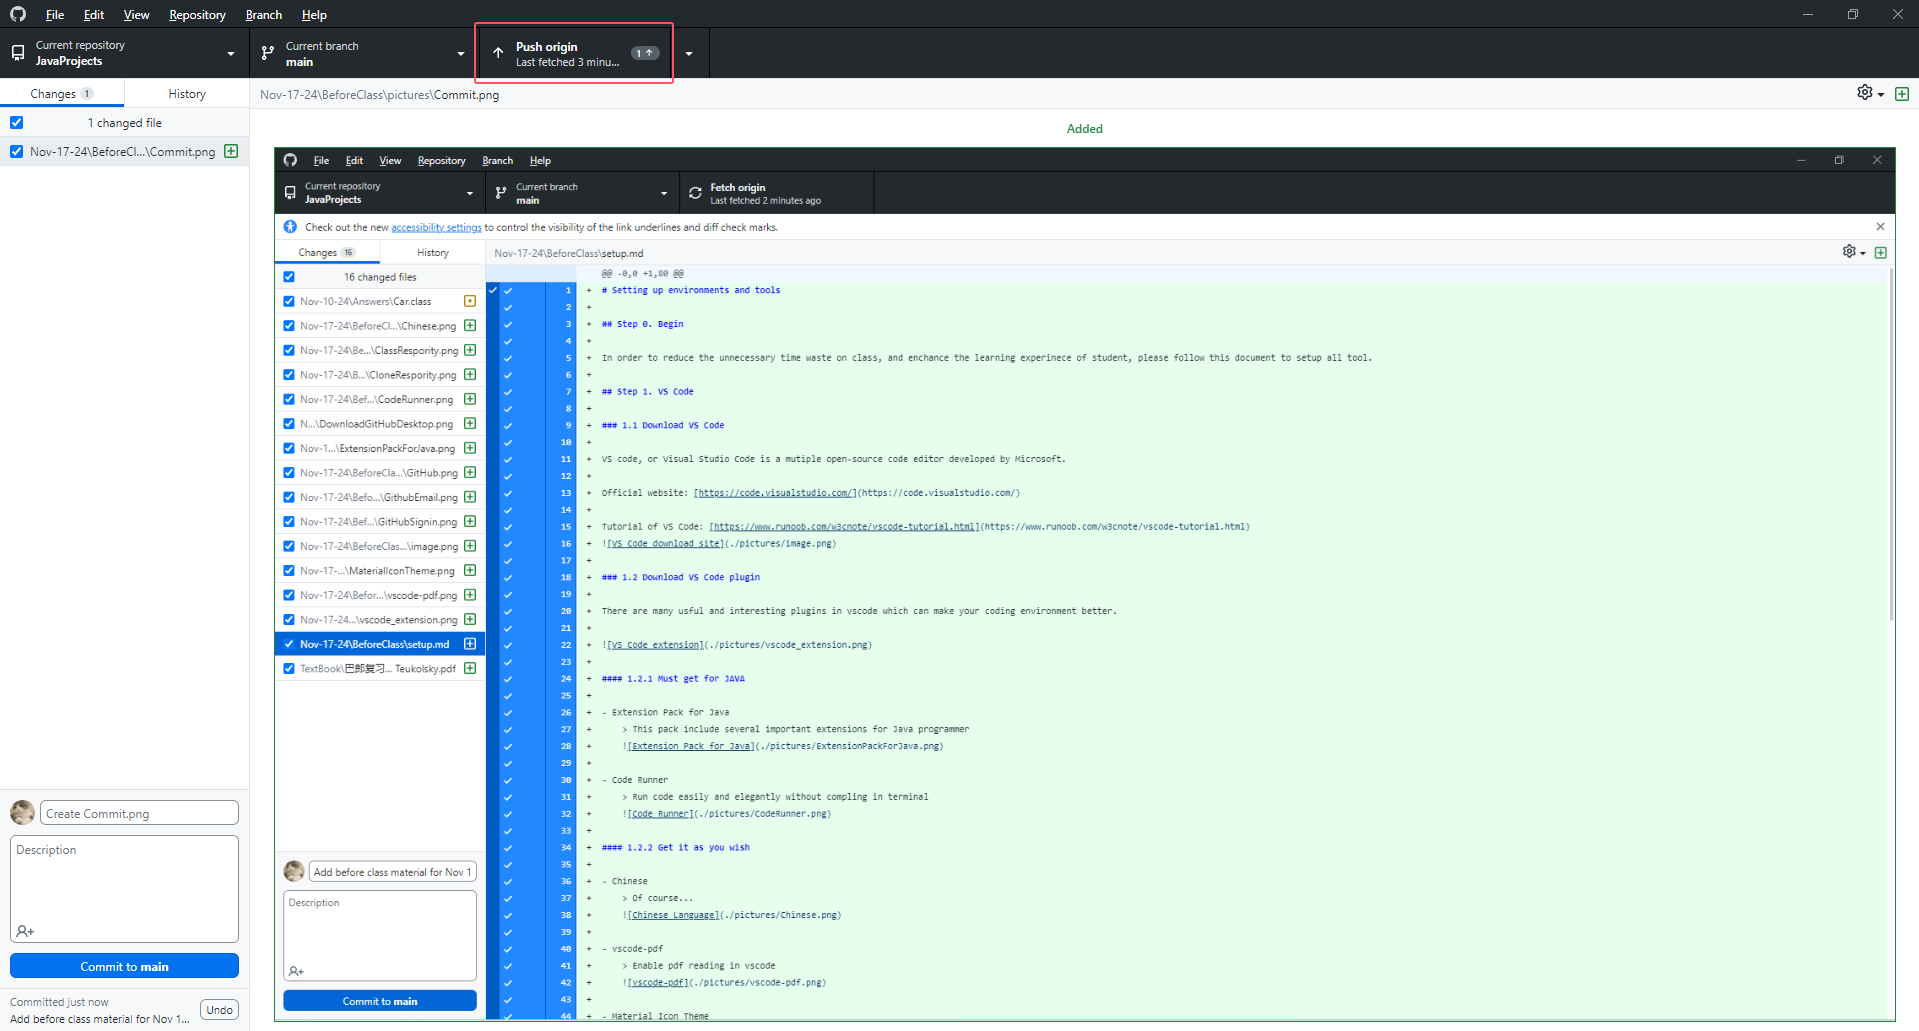 File Edit View Repository Branch Help
Current repository
JavaProjects
Current branch
main
Push origin
Last fetched 3 minu...
1
Changes 1
History
Nov-17-24\BeforeClass\pictures\Commit.png
1 changed file
Nov-17-24\BeforeCl...\Commit.png
Added
File Edit View Repository Branch Help
Current repository
JavaProjects
Current branch
main
Fetch origin
Last fetched 2 minutes ago
Check out the new accessibility settings to control the visibility of the link underlines and diff check marks.
Changes 16
History
Nov-17-24\BeforeClass\setup.md
16 changed files
Nov-10-24\Answers\Car.class
Nov-17-24\BeforeCl...\Chinese.png
Nov-17-24\Be...\ClassRespority.png
Nov-17-24\B...\CloneRespority.png
Nov-17-24\Bef...\CodeRunner.png
N...\DownloadGitHubDesktop.png
Nov-1...\ExtensionPackForJava.png
Nov-17-24\BeforeCla...\GitHub.png
Nov-17-24\Befo...\GithubEmail.png
Nov-17-24\Bef...\GitHubSignin.png
Nov-17-24\BeforeClas...\image.png
Nov-17-...\MaterialIconTheme.png
Nov-17-24\Befor...\vscode-pdf.png
Nov-17-24...\vscode_extension.png
Nov-17-24\BeforeClass\setup.md
TextBook\巴郎复习... Teukolsky.pdf
@@ -0,0 +1,80 @@
1 + # Setting up environments and tools
2 +
3 + ## Step 0. Begin
4 +
5 + In order to reduce the unnecessary time waste on class, and enchance the learning experinece of student, please follow this document to setup all tool.
6 +
7 + ## Step 1. VS Code
8 +
9 + ### 1.1 Download VS Code
10 +
11 + VS code, or Visual Studio Code is a mutiple open-source code editor developed by Microsoft.
12 +
13 + Official website: [https://code.visualstudio.com/](https://code.visualstudio.com/)
14 +
15 + Tutorial of VS Code: [https://www.runoob.com/w3cnote/vscode-tutorial.html](https://www.runoob.com/w3cnote/vscode-tutorial.html)
16 + ![VS Code download site](./pictures/image.png)
17 +
18 + ### 1.2 Download VS Code plugin
19 +
20 + There are many usful and interesting plugins in vscode which can make your coding environment better.
21 +
22 + ![VS Code extension](./pictures/vscode_extension.png)
23 +
24 + #### 1.2.1 Must get for JAVA
25 +
26 + - Extension Pack for Java
27 + > This pack include several important extensions for Java programmer
28 + ![Extension Pack for Java](./pictures/ExtensionPackForJava.png)
29 +
30 + - Code Runner
31 + > Run code easily and elegantly without compling in terminal
32 + ![Code Runner](./pictures/CodeRunner.png)
33 +
34 + #### 1.2.2 Get it as you wish
35 +
36 + - Chinese
37 + > Of course...
38 + ![Chinese Language](./pictures/Chinese.png)
39 +
40 + - vscode-pdf
41 + > Enable pdf reading in vscode
42 + ![vscode-pdf](./pictures/vscode-pdf.png)
43 +
44 + - Material Icon Theme
Add before class material for Nov 1
Description
Commit to main
Create Commit.png
Description
Commit to main
Committed just now
Add before class material for Nov 1...
Undo